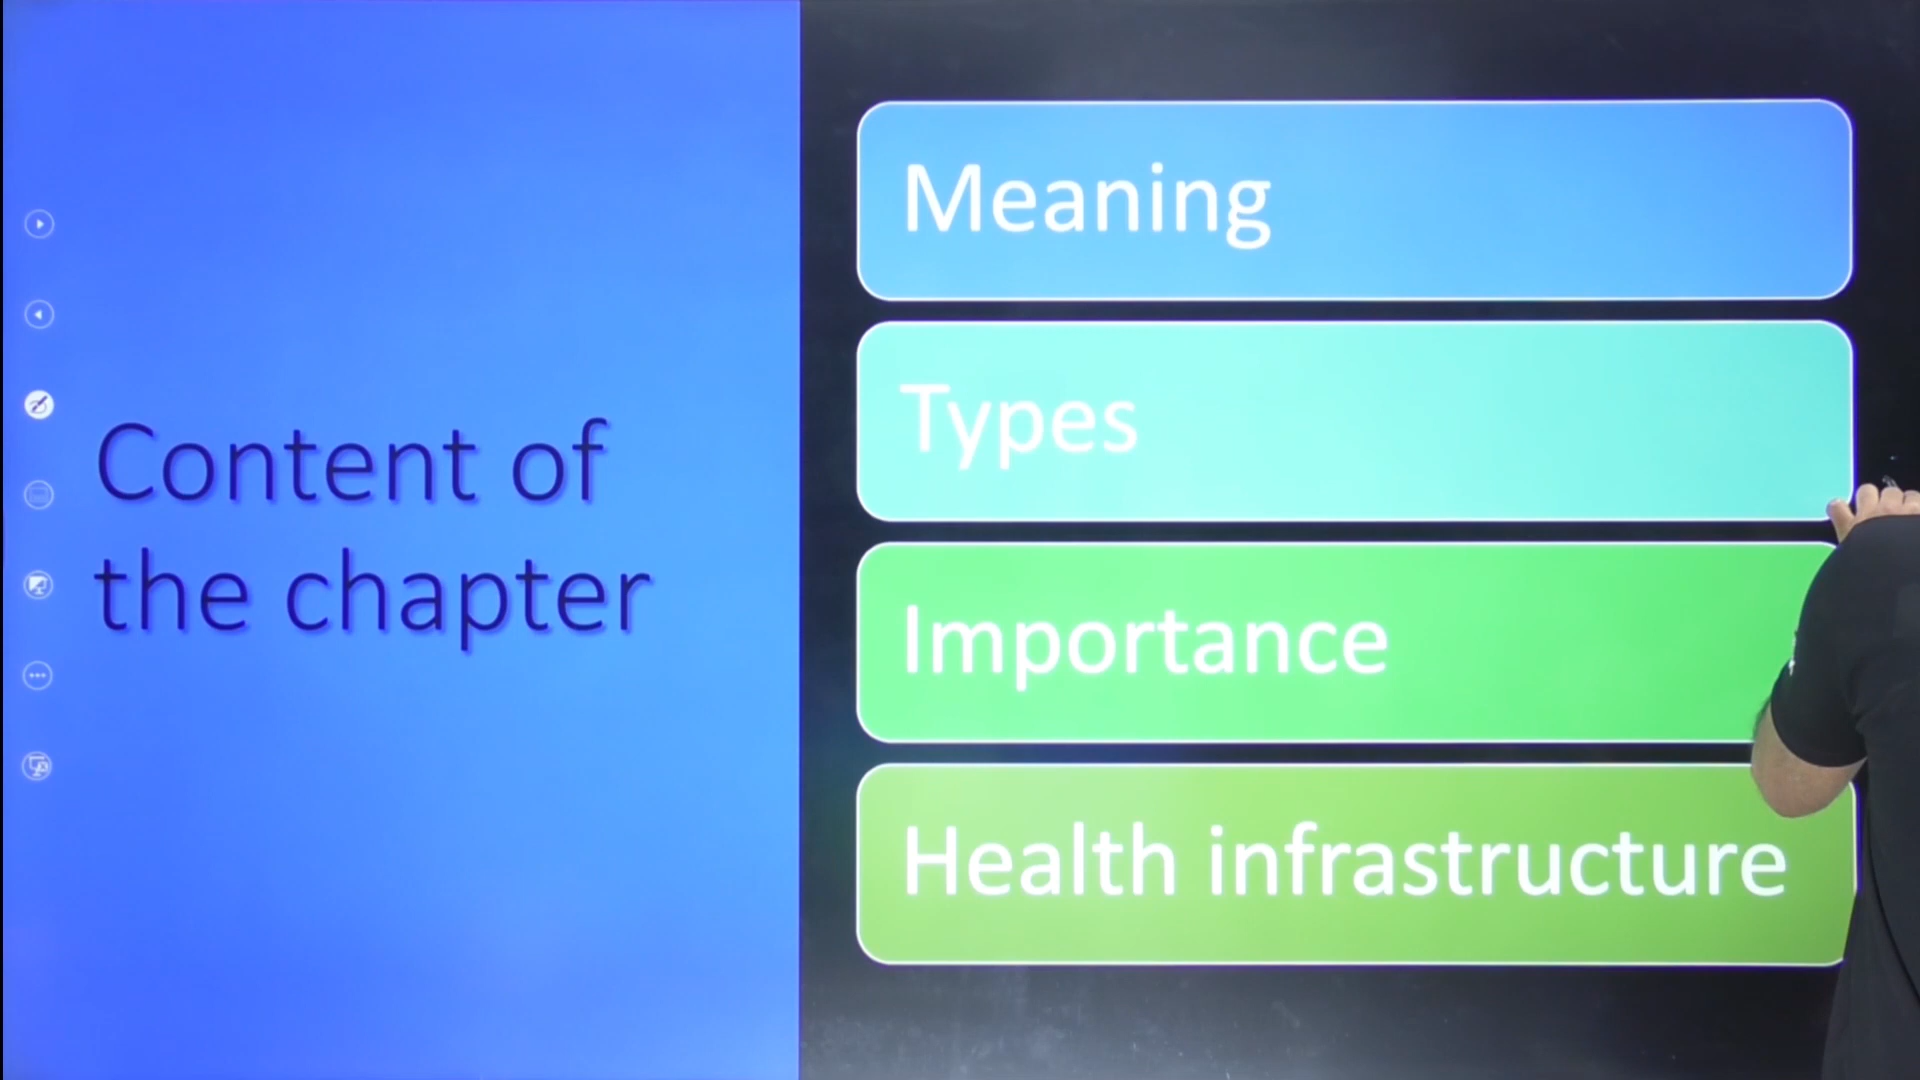 Content of
the chapter
Meaning
Types
Importance
Health infrastructure